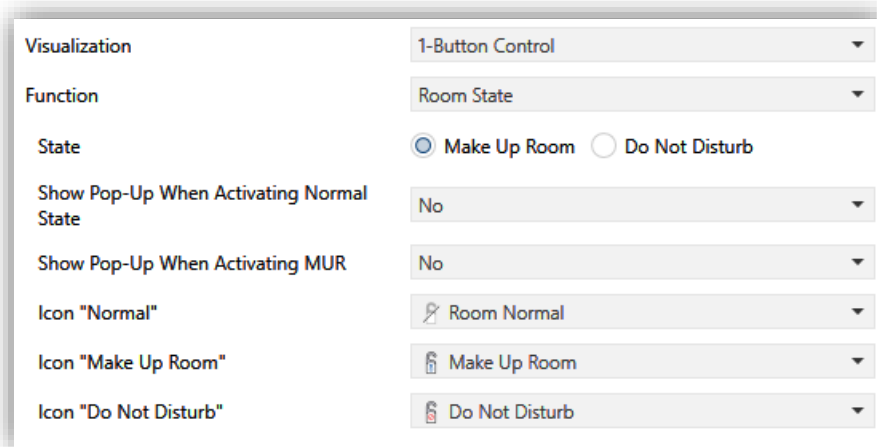 Visualization 1-Button Control
Function Room State
State Make Up Room Do Not Disturb
Show Pop-Up When Activating Normal
State No
Show Pop-Up When Activating MUR No
Icon "Normal" Room Normal
Icon "Make Up Room" Make Up Room
Icon "Do Not Disturb" Do Not Disturb